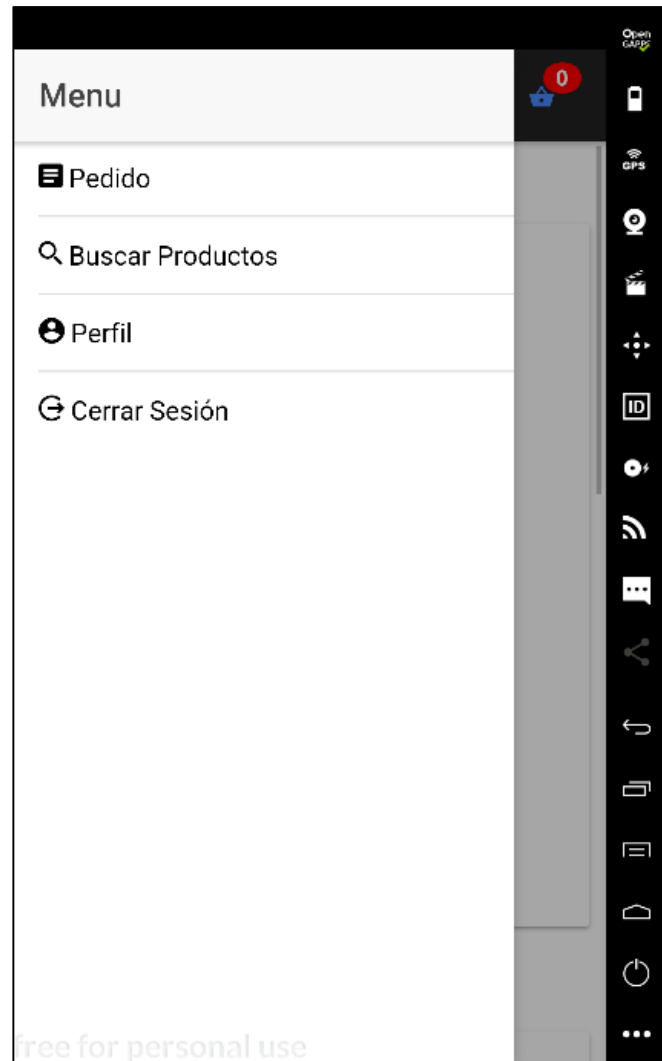 Open
GAPPS
Menu
0
Pedido
GPS
Buscar Productos
Perfil
ID
Cerrar Sesión
free for personal use